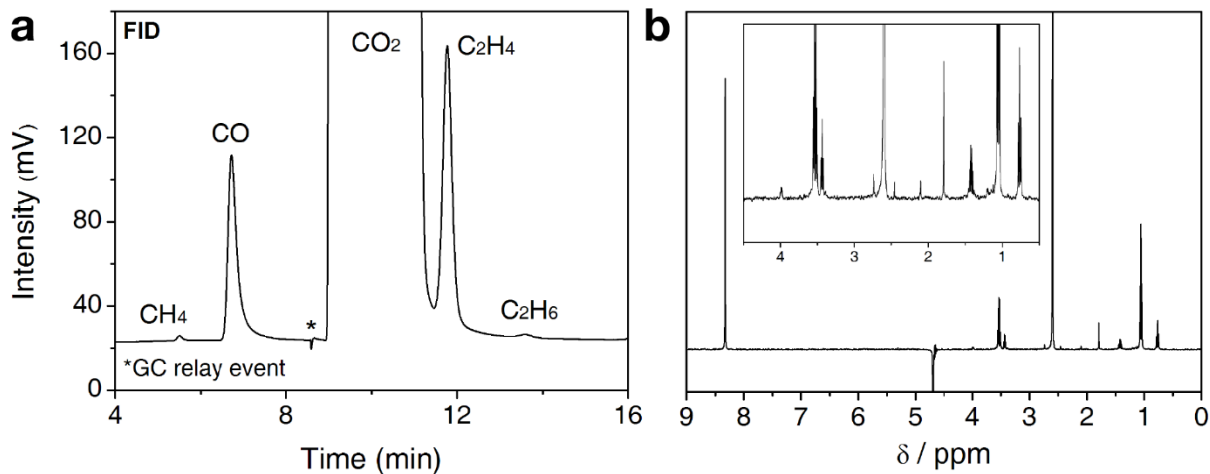 a
FID
CO₂
C₂H₄
CO
CH₄
*
C₂H₆
*GC relay event
Intensity (mV)
160
120
80
40
0
4
8
12
16
Time (min)
b
4
3
2
1
9
8
7
6
5
4
3
2
1
0
δ / ppm